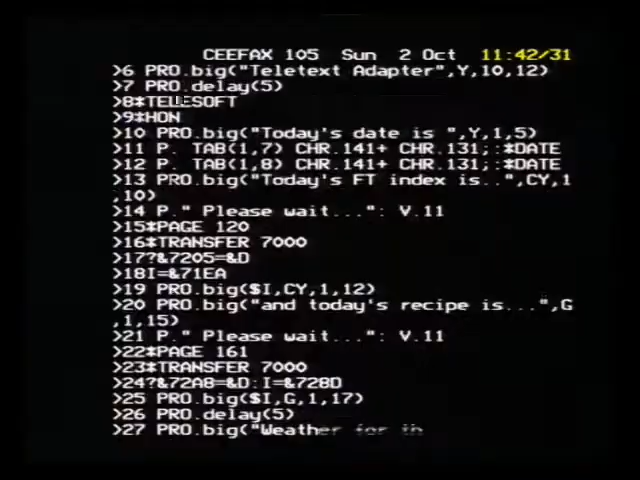 CEEFAX 105 Sun 2 Oct 11:42/31
>6 PRO.big("Teletext Adapter",Y,10,12)
>7 PRO.delay(5)
>8*TELESOFT
>9*HON
>10 PRO.big("Today's date is ",Y,1,5)
>11 P. TAB(1,7) CHR.141+ CHR.131;:*DATE
>12 P. TAB(1,8) CHR.141+ CHR.131;:*DATE
>13 PRO.big("Today's FT index is..",CY,1
,10)
>14 P." Please wait...": V.11
>15*PAGE 120
>16*TRANSFER 7000
>17?&7205=&D
>18I=&71EA
>19 PRO.big($I,CY,1,12)
>20 PRO.big("and today's recipe is...",G
,1,15)
>21 P." Please wait...": V.11
>22*PAGE 161
>23*TRANSFER 7000
>24?&72A8=&D:I=&728D
>25 PRO.big($I,G,1,17)
>26 PRO.delay(5)
>27 PRO.big("Weather for th